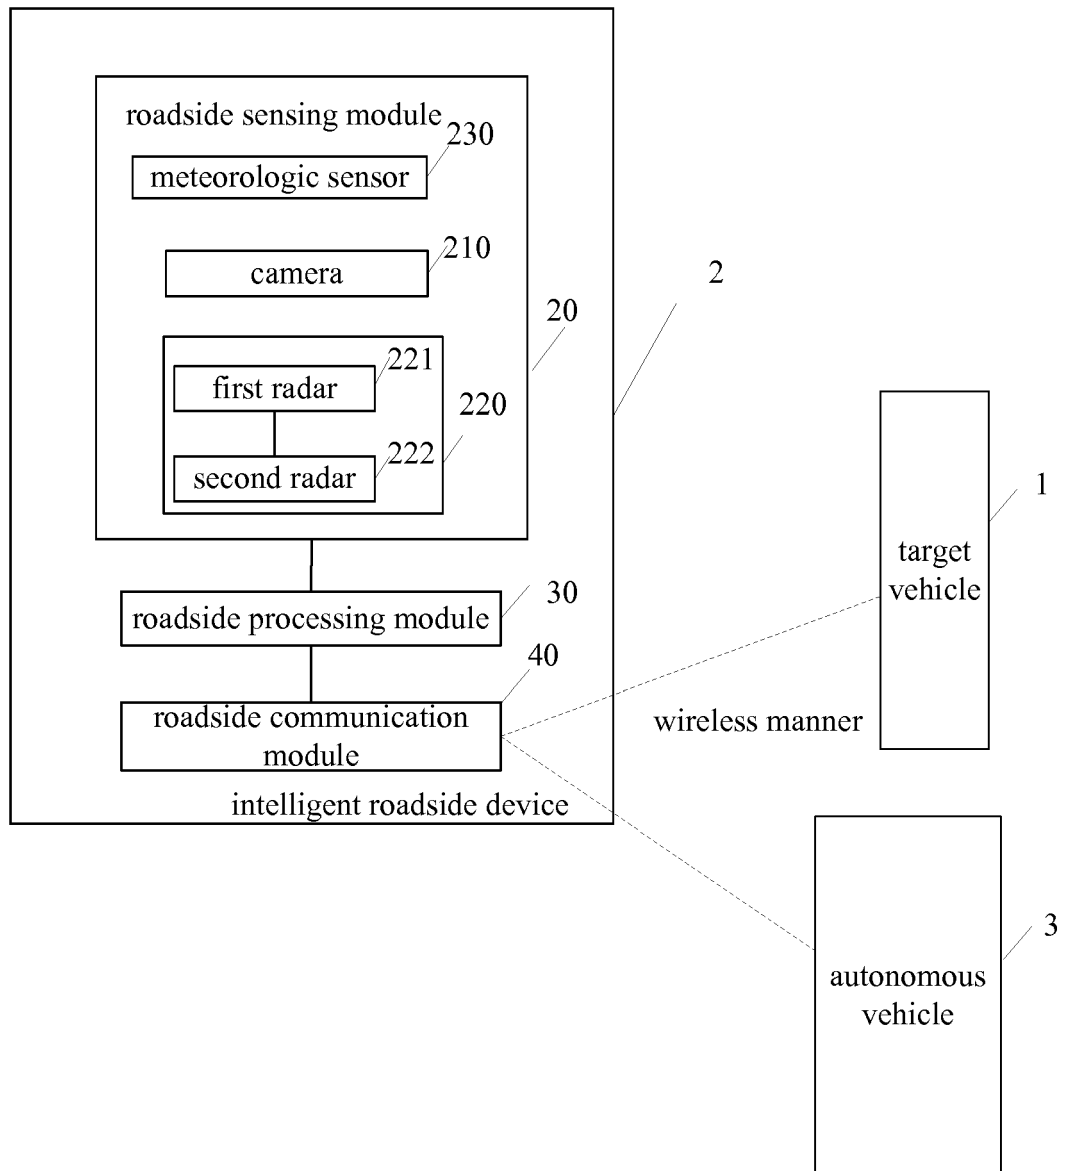 roadside sensing module
230
meteorologic sensor
210
camera
2
20
221
first radar
220
222
second radar
1
target
vehicle
30
roadside processing module
40
roadside communication
module
wireless manner
intelligent roadside device
3
autonomous
vehicle